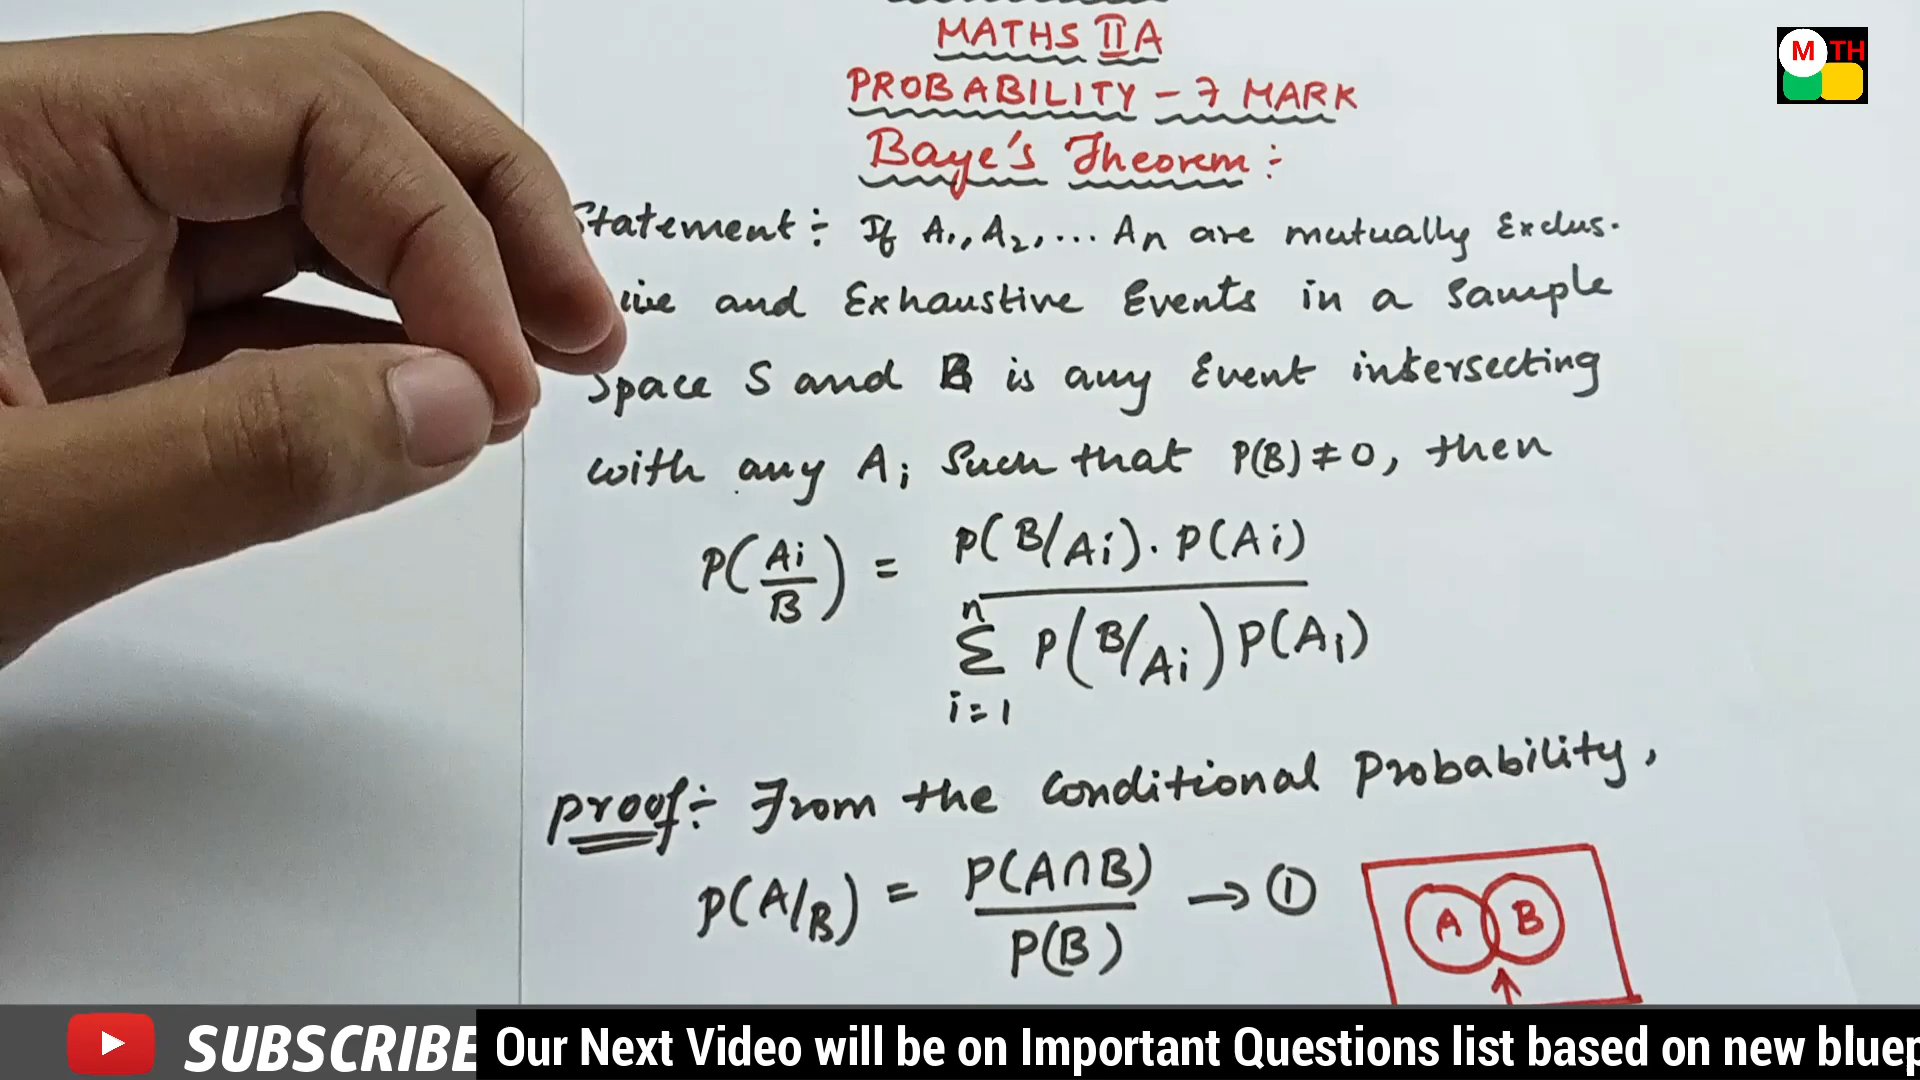 MATHS IIA
M TH
PROBABILITY - 7 MARK
Baye's Theorem :
Statement÷ If A₁, A₂, ... An are mutually Exclus.
ive and Exhaustive Events in a Sample
Space S and B is any Event intersecting
with any Ai Such that P(B) ≠ 0, then
P(Ai/B) = P(B/Ai). P(Ai)
n
Σ P(B/Ai) P(Ai)
i=1
Proof÷ From the Conditional Probability,
P(A/B) = P(A∩B)/P(B) → ①
A B
SUBSCRIBE Our Next Video will be on Important Questions list based on new bluep